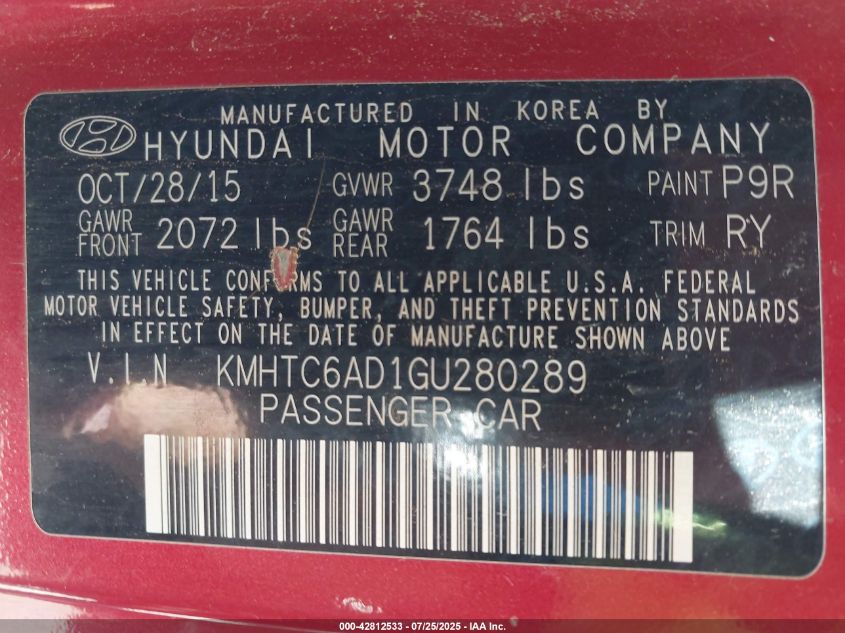 MANUFACTURED IN KOREA BY
HYUNDAI MOTOR COMPANY
OCT/28/15 GVWR 3748 lbs PAINT P9R
GAWR FRONT 2072 lbs GAWR REAR 1764 lbs TRIM RY
THIS VEHICLE CONFORMS TO ALL APPLICABLE U.S.A. FEDERAL
MOTOR VEHICLE SAFETY, BUMPER, AND THEFT PREVENTION STANDARDS
IN EFFECT ON THE DATE OF MANUFACTURE SHOWN ABOVE
V.I.N KMHTC6AD1GU280289
PASSENGER CAR
000-42812533 - 07/25/2025 - IAA Inc.